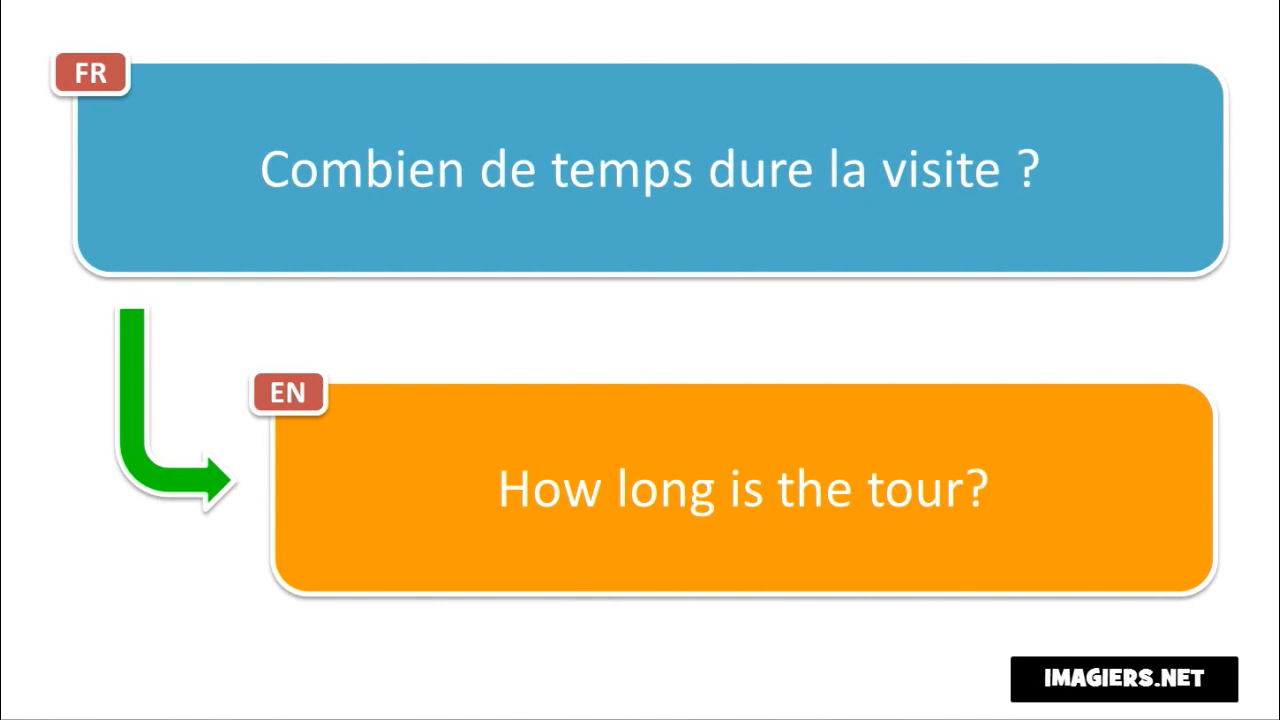 FR
Combien de temps dure la visite ?
EN
How long is the tour?
IMAGIERS.NET